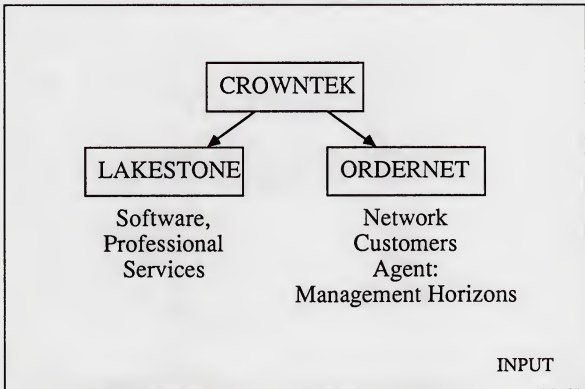 CROWNTEK
LAKESTONE
ORDERNET
Software,
Professional
Services
Network
Customers
Agent:
Management Horizons
INPUT